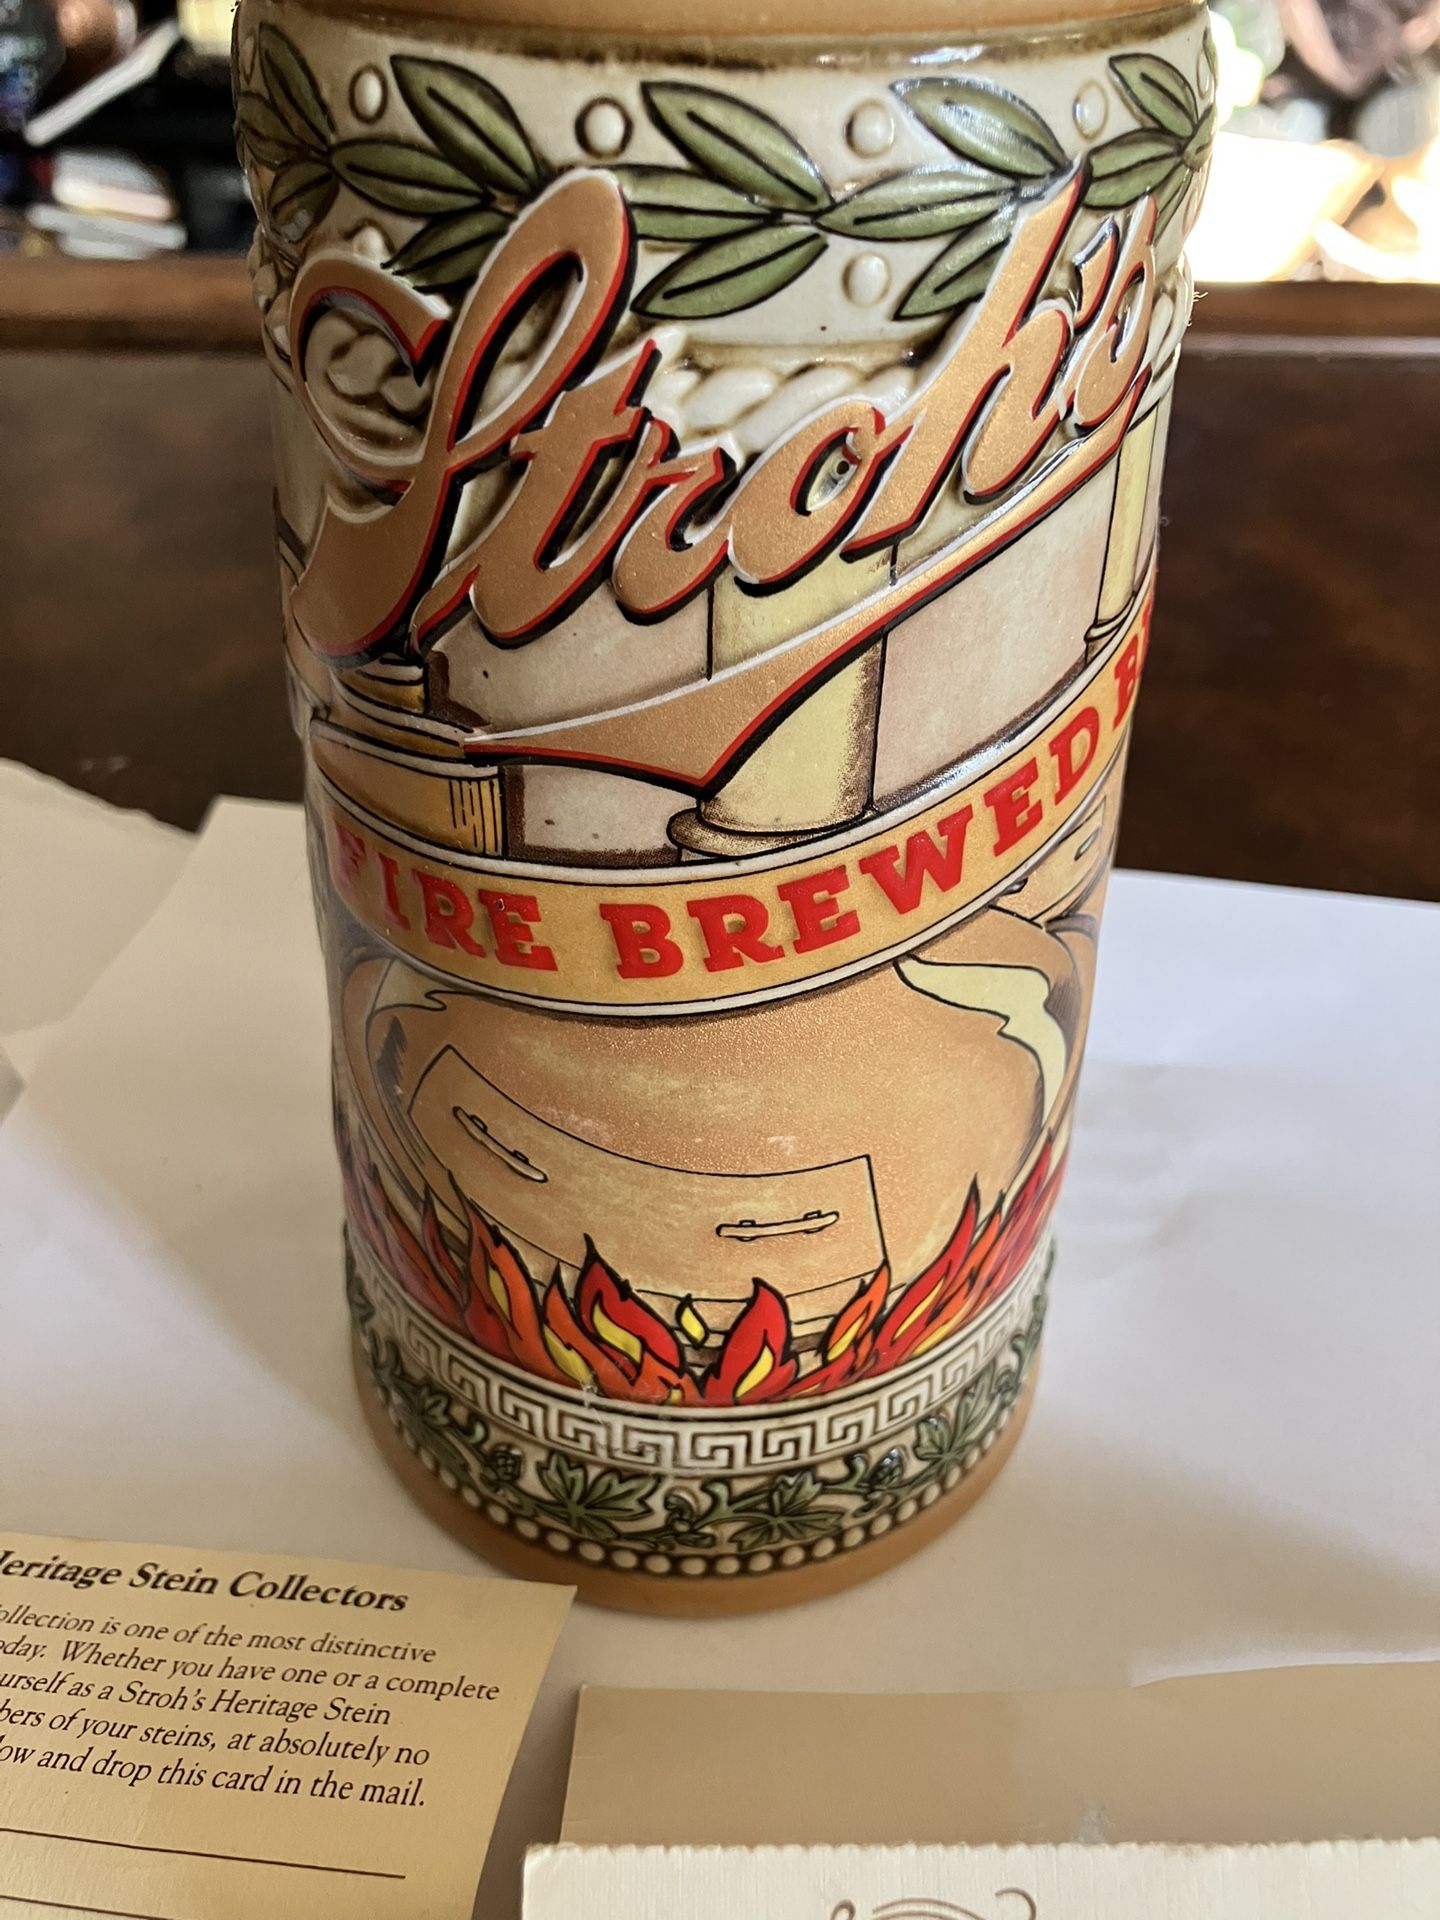 Stroh's
FIRE BREWED
Heritage Stein Collectors
ollection is one of the most distinctive
oday. Whether you have one or a complete
urself as a Stroh's Heritage Stein
bers of your steins, at absolutely no
low and drop this card in the mail.